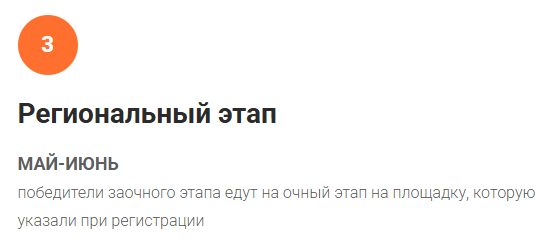 3
Региональный этап
МАЙ-ИЮНЬ
победители заочного этапа едут на очный этап на площадку, которую
указали при регистрации